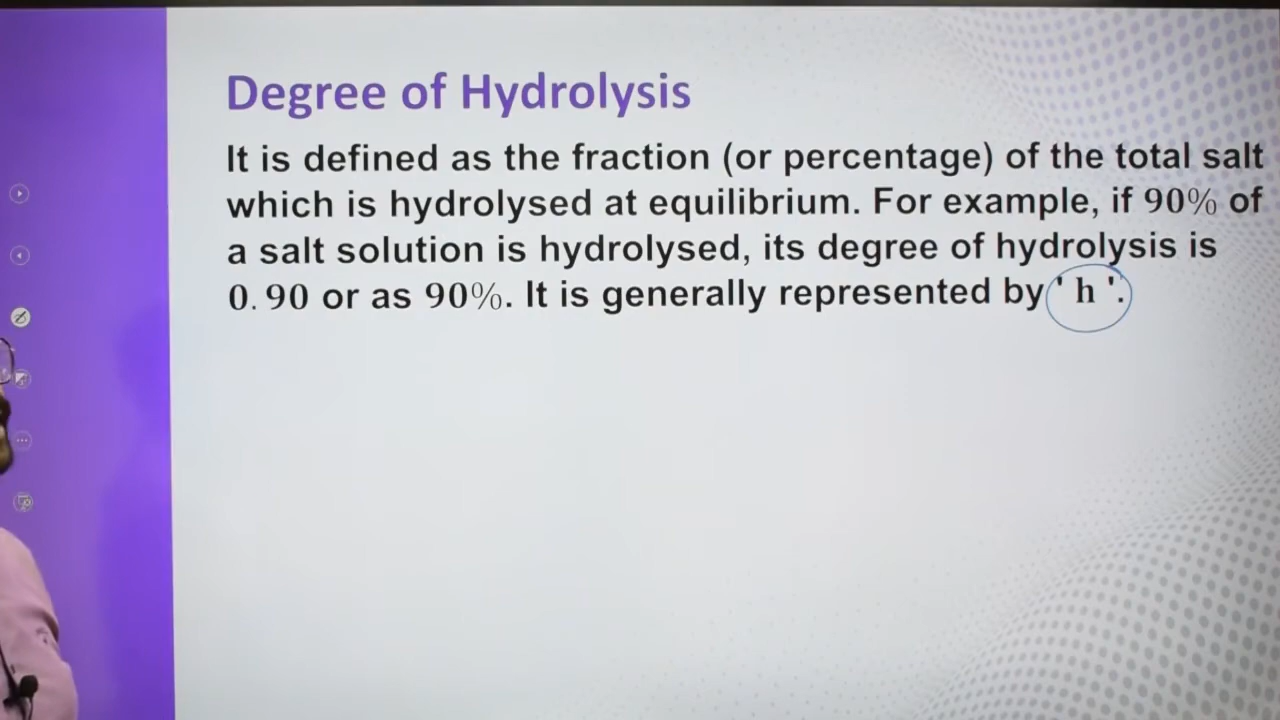 Degree of Hydrolysis
It is defined as the fraction (or percentage) of the total salt
which is hydrolysed at equilibrium. For example, if 90% of
a salt solution is hydrolysed, its degree of hydrolysis is
0.90 or as 90%. It is generally represented by ' h '.